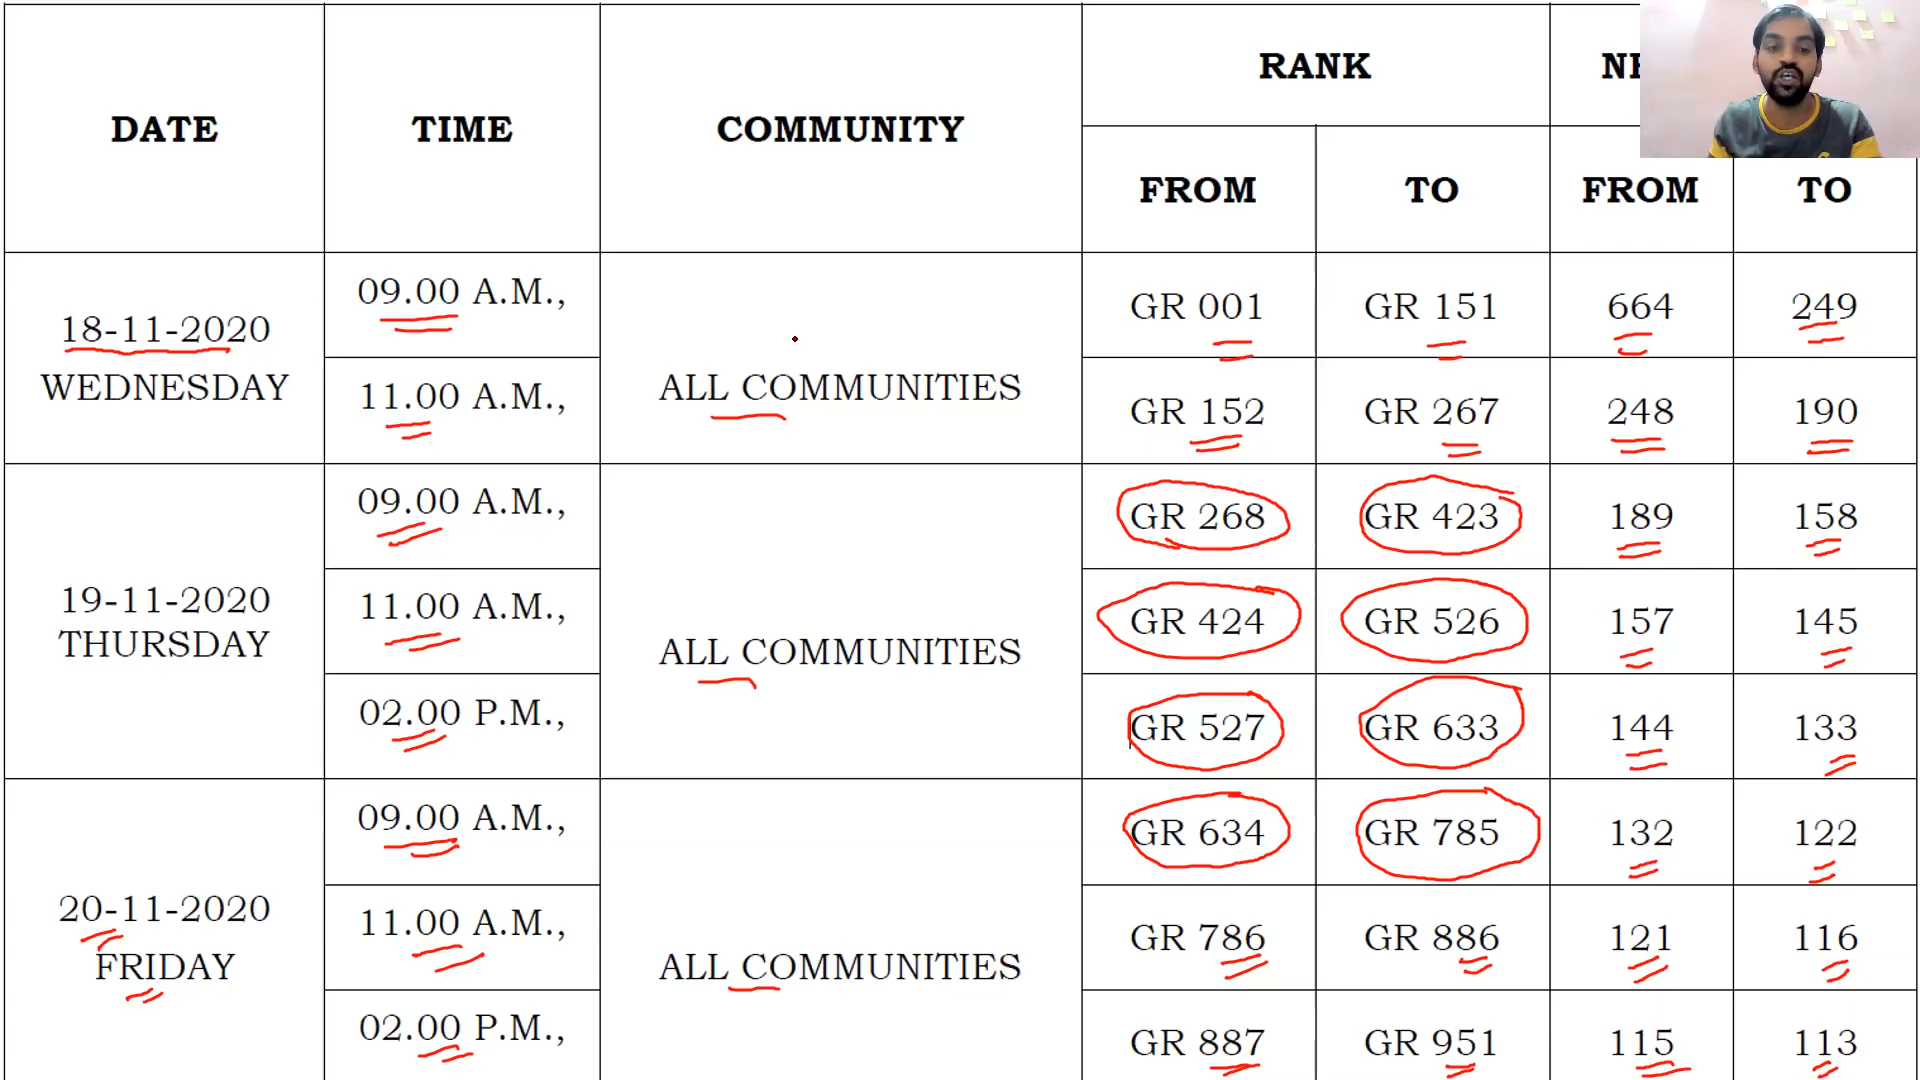 DATE TIME COMMUNITY RANK
FROM TO FROM TO
18-11-2020 WEDNESDAY 09.00 A.M., ALL COMMUNITIES GR 001 GR 151 664 249
11.00 A.M., GR 152 GR 267 248 190
19-11-2020 THURSDAY 09.00 A.M., ALL COMMUNITIES GR 268 GR 423 189 158
11.00 A.M., GR 424 GR 526 157 145
02.00 P.M., GR 527 GR 633 144 133
20-11-2020 FRIDAY 09.00 A.M., ALL COMMUNITIES GR 634 GR 785 132 122
11.00 A.M., GR 786 GR 886 121 116
02.00 P.M., GR 887 GR 951 115 113